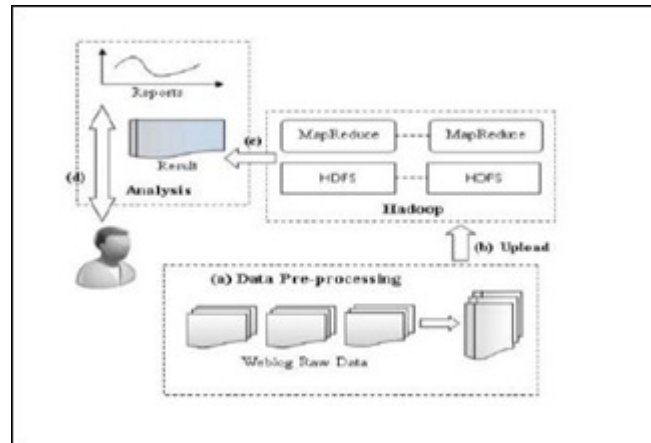 Reports
Result
(d)
Analysis
(c)
MapReduce
MapReduce
HDFS
HDFS
Hadoop
(b) Upload
(a) Data Pre-processing
Weblog Raw Data